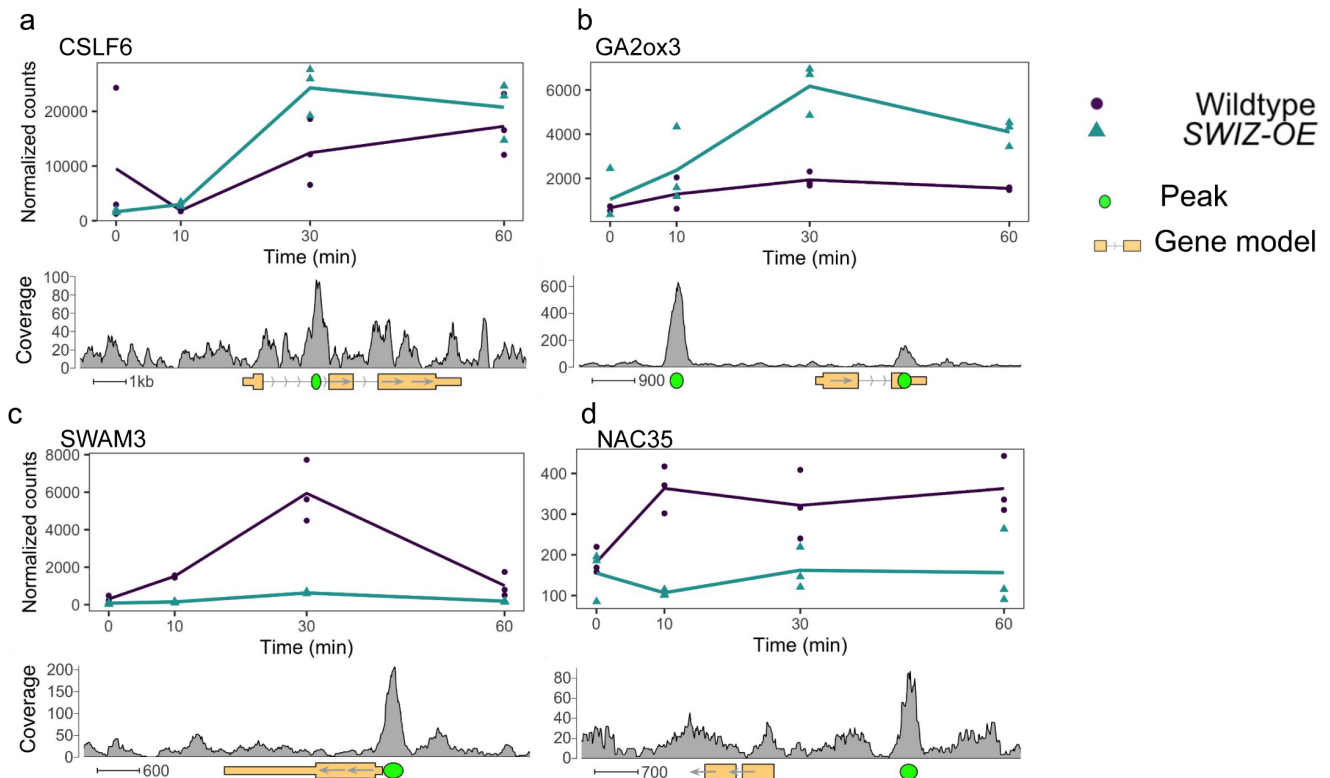 a
CSLF6
Normalized counts
20000
10000
0
0 10 30 60
Time (min)
Coverage
100
80
60
40
20
0
1kb
b
GA2ox3
6000
4000
2000
0 10 30 60
Time (min)
600
400
200
0
900
Wildtype
SWIZ-OE
Peak
Gene model
c
SWAM3
Normalized counts
8000
6000
4000
2000
0
0 10 30 60
Time (min)
Coverage
200
150
100
50
0
600
d
NAC35
400
300
200
100
0 10 30 60
Time (min)
80
60
40
20
0
700